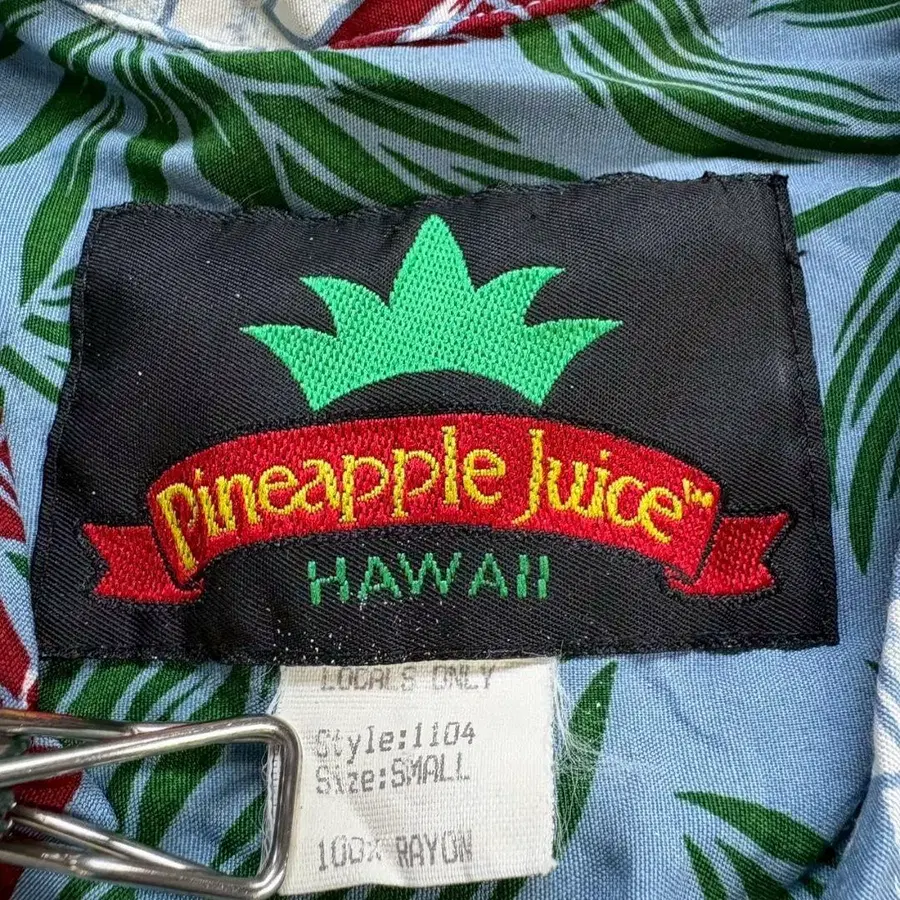 Pineapple Juice™
HAWAII
LOCALS ONLY
Style:1104
Size:SMALL
100% RAYON